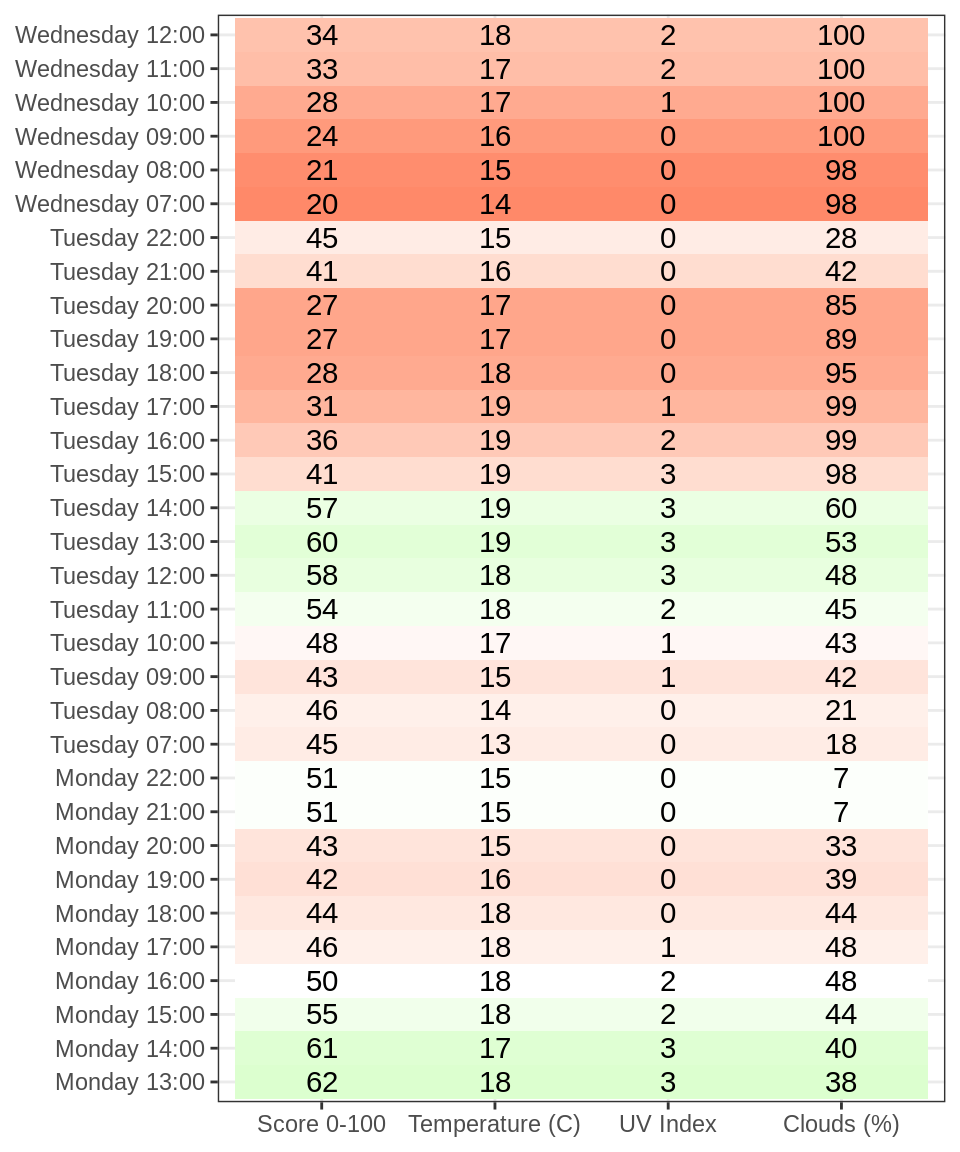 Wednesday 12:00 34 18 2 100
Wednesday 11:00 33 17 2 100
Wednesday 10:00 28 17 1 100
Wednesday 09:00 24 16 0 100
Wednesday 08:00 21 15 0 98
Wednesday 07:00 20 14 0 98
Tuesday 22:00 45 15 0 28
Tuesday 21:00 41 16 0 42
Tuesday 20:00 27 17 0 85
Tuesday 19:00 27 17 0 89
Tuesday 18:00 28 18 0 95
Tuesday 17:00 31 19 1 99
Tuesday 16:00 36 19 2 99
Tuesday 15:00 41 19 3 98
Tuesday 14:00 57 19 3 60
Tuesday 13:00 60 19 3 53
Tuesday 12:00 58 18 3 48
Tuesday 11:00 54 18 2 45
Tuesday 10:00 48 17 1 43
Tuesday 09:00 43 15 1 42
Tuesday 08:00 46 14 0 21
Tuesday 07:00 45 13 0 18
Monday 22:00 51 15 0 7
Monday 21:00 51 15 0 7
Monday 20:00 43 15 0 33
Monday 19:00 42 16 0 39
Monday 18:00 44 18 0 44
Monday 17:00 46 18 1 48
Monday 16:00 50 18 2 48
Monday 15:00 55 18 2 44
Monday 14:00 61 17 3 40
Monday 13:00 62 18 3 38
Score 0-100 Temperature (C) UV Index Clouds (%)